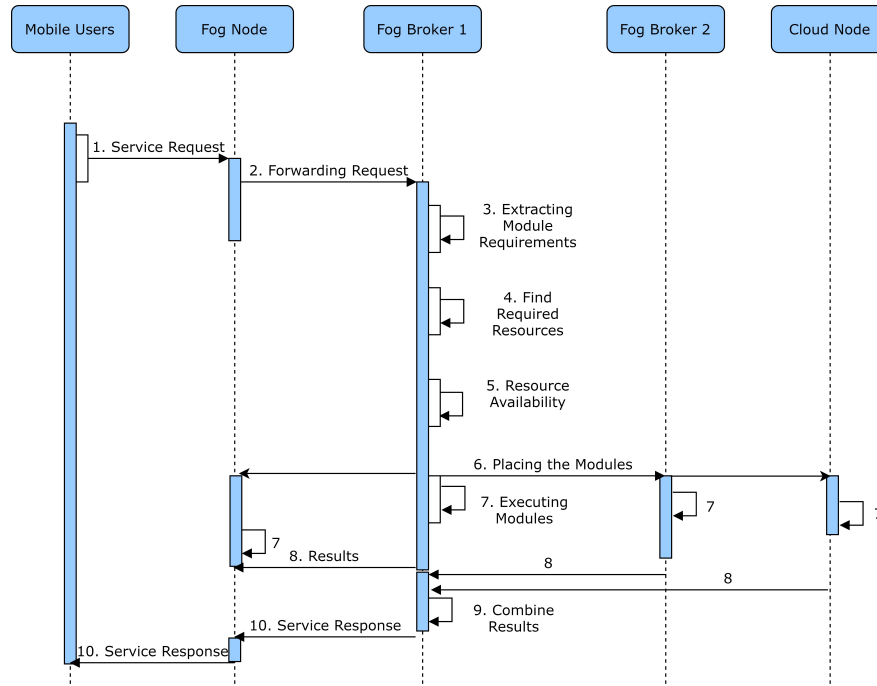 Mobile Users
Fog Node
Fog Broker 1
Fog Broker 2
Cloud Node
1. Service Request
2. Forwarding Request
3. Extracting
Module
Requirements
4. Find
Required
Resources
5. Resource
Availability
6. Placing the Modules
7. Executing
Modules
7
7
8. Results
8
8
9. Combine
Results
10. Service Response
10. Service Response